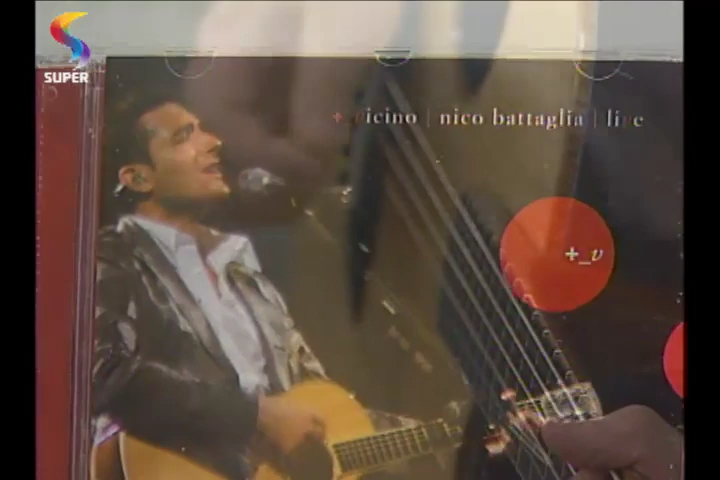 SUPER
+ vicino | nico battaglia | live
+_v